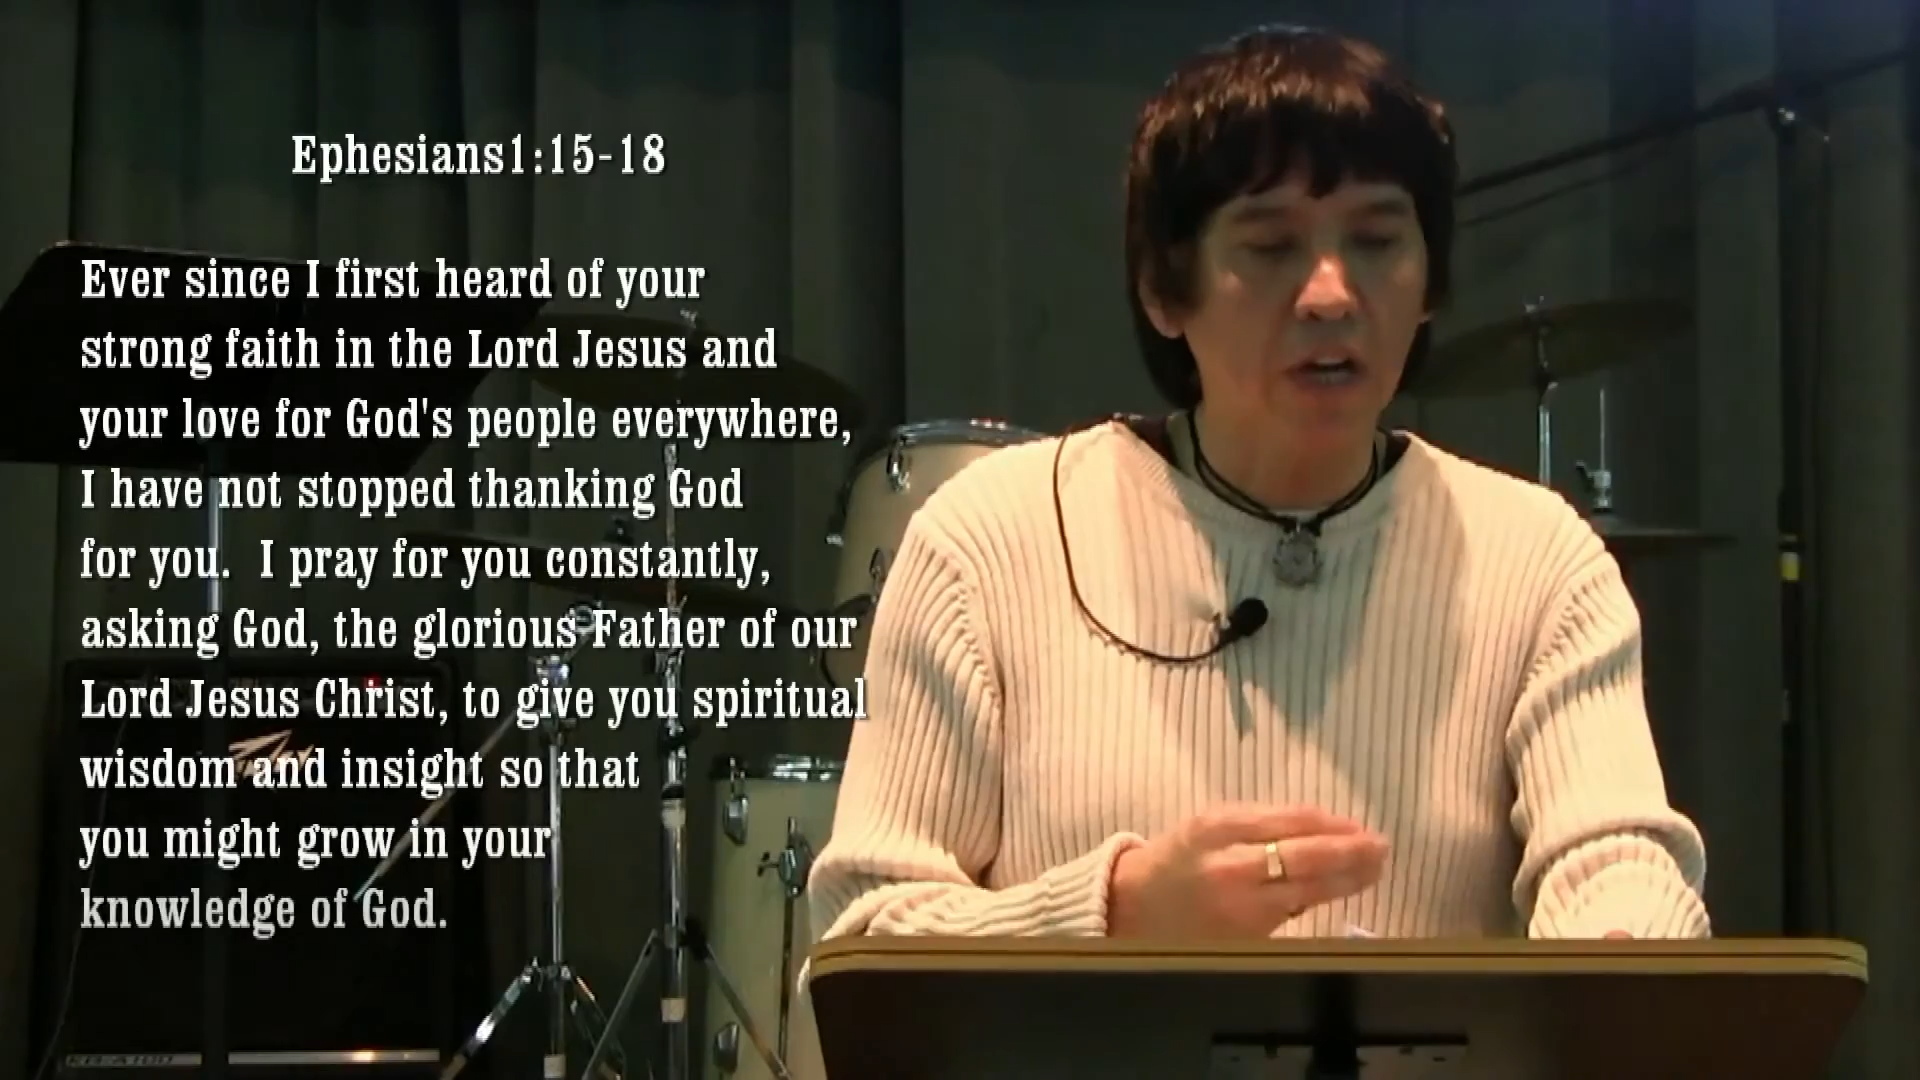 Ephesians1:15-18
Ever since I first heard of your
strong faith in the Lord Jesus and
your love for God's people everywhere,
I have not stopped thanking God
for you.  I pray for you constantly,
asking God, the glorious Father of our
Lord Jesus Christ, to give you spiritual
wisdom and insight so that
you might grow in your
knowledge of God.